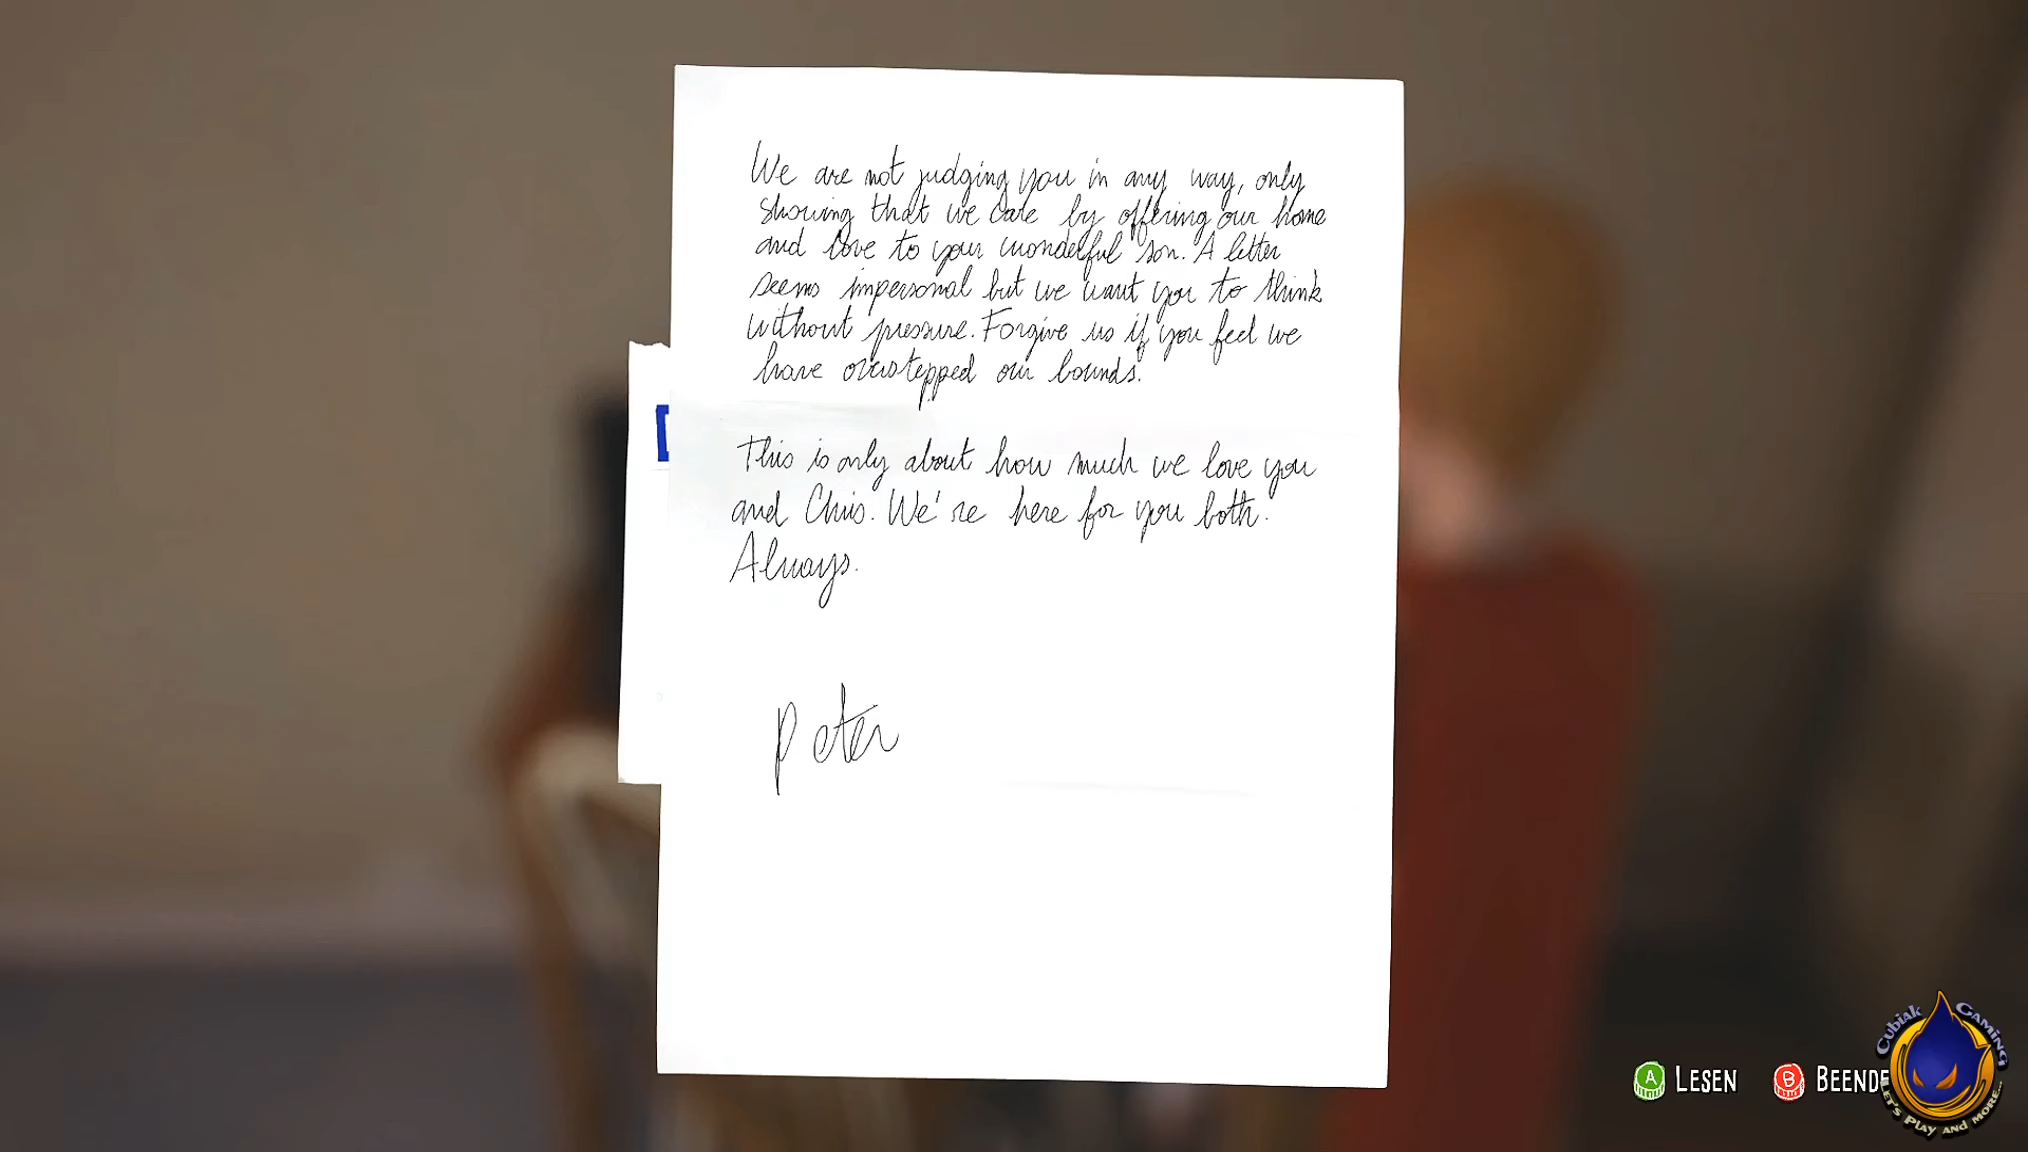 We are not judging you in any way, only
showing that we care by offering our home
and love to your wonderful son. A letter
seems impersonal but we want you to think
without pressure. Forgive us if you feel we
have overstepped our bounds.
This is only about how much we love you
and Chris. We're here for you both.
Always.
Peter
A LESEN B BEENDE
Cubiak Gaming
Let's Play and more...